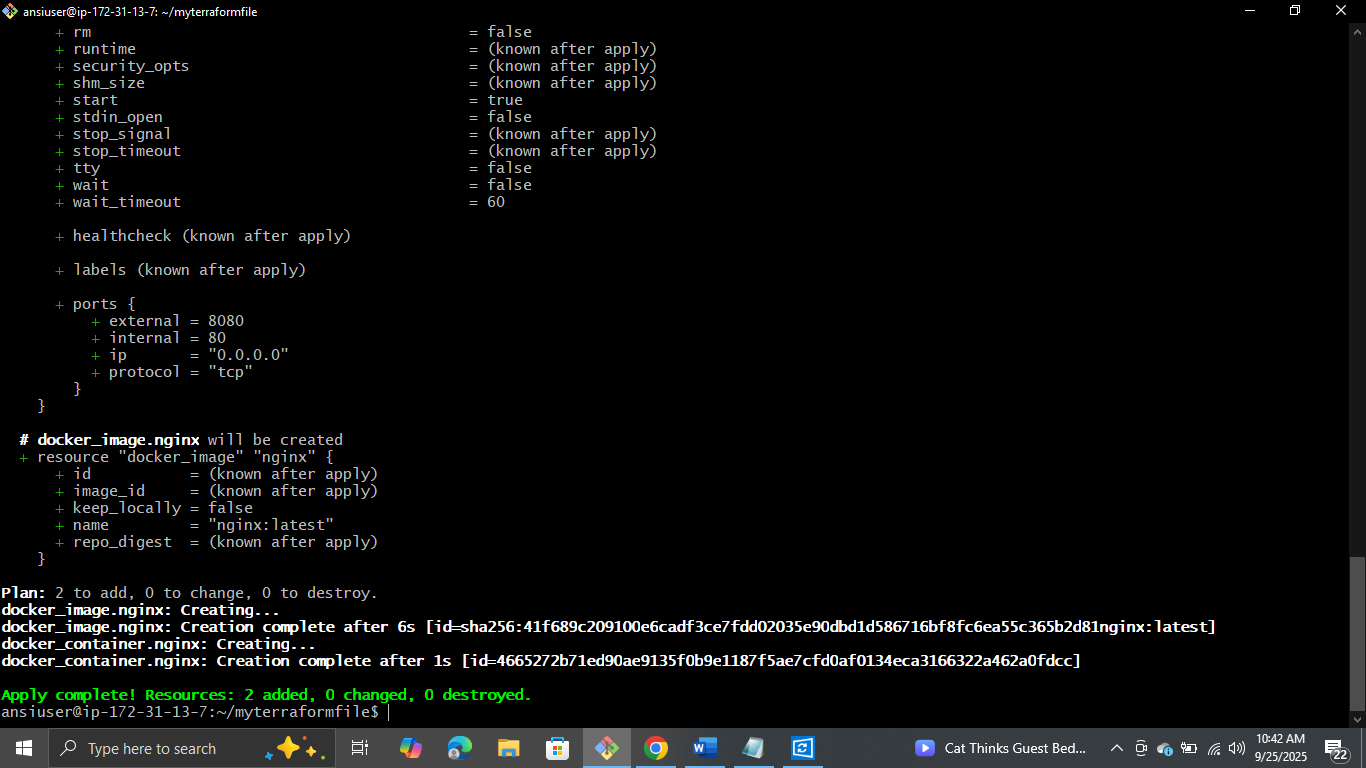 ansiuser@ip-172-31-13-7: ~/myterraformfile
+ rm = false
+ runtime = (known after apply)
+ security_opts = (known after apply)
+ shm_size = (known after apply)
+ start = true
+ stdin_open = false
+ stop_signal = (known after apply)
+ stop_timeout = (known after apply)
+ tty = false
+ wait = false
+ wait_timeout = 60
+ healthcheck (known after apply)
+ labels (known after apply)
+ ports {
+ external = 8080
+ internal = 80
+ ip = "0.0.0.0"
+ protocol = "tcp"
}
}
# docker_image.nginx will be created
+ resource "docker_image" "nginx" {
+ id = (known after apply)
+ image_id = (known after apply)
+ keep_locally = false
+ name = "nginx:latest"
+ repo_digest = (known after apply)
}
Plan: 2 to add, 0 to change, 0 to destroy.
docker_image.nginx: Creating...
docker_image.nginx: Creation complete after 6s [id=sha256:41f689c209100e6cadf3ce7fdd02035e90dbd1d586716bf8fc6ea55c365b2d81nginx:latest]
docker_container.nginx: Creating...
docker_container.nginx: Creation complete after 1s [id=4665272b71ed90ae9135f0b9e1187f5ae7cfd0af0134eca3166322a462a0fdcc]
Apply complete! Resources: 2 added, 0 changed, 0 destroyed.
ansiuser@ip-172-31-13-7:~/myterraformfile$
Type here to search
Cat Thinks Guest Bed...
10:42 AM
9/25/2025
22